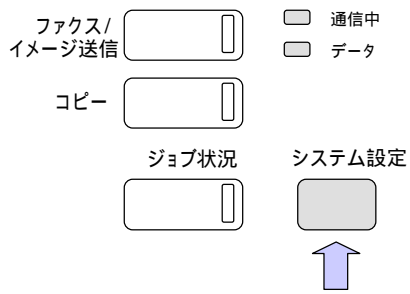 ファクス/
イメージ送信
通信中
データ
コピー
ジョブ状況
システム設定